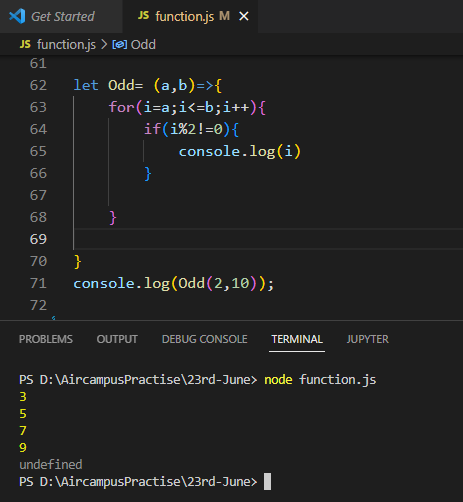 Get Started
JS function.js M ×
JS function.js > Odd
61
62 let Odd= (a,b)=>{
63 for(i=a;i<=b;i++){
64 if(i%2!=0){
65 console.log(i)
66 }
67
68 }
69
70 }
71 console.log(Odd(2,10));
72
PROBLEMS OUTPUT DEBUG CONSOLE TERMINAL JUPYTER
PS D:\AircampusPractise\23rd-June> node function.js
3
5
7
9
undefined
PS D:\AircampusPractise\23rd-June>